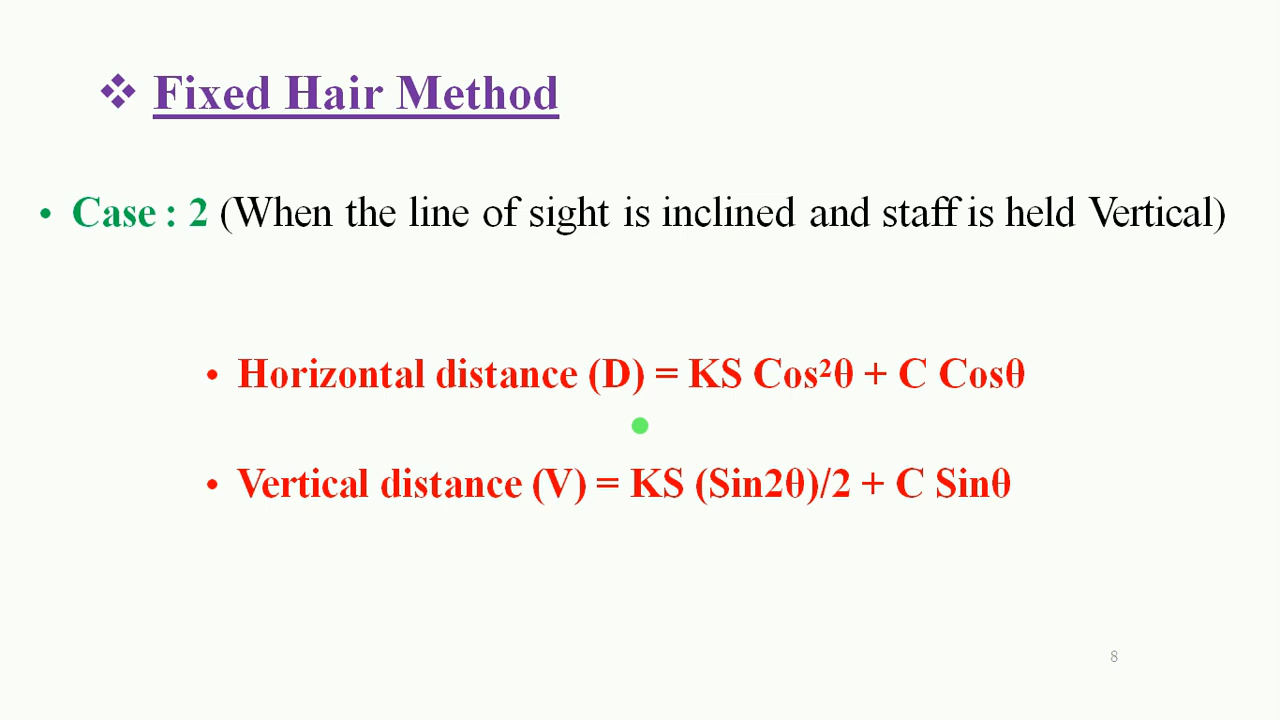 ❖ Fixed Hair Method
• Case : 2 (When the line of sight is inclined and staff is held Vertical)
• Horizontal distance (D) = KS Cos²θ + C Cosθ
• Vertical distance (V) = KS (Sin2θ)/2 + C Sinθ
8